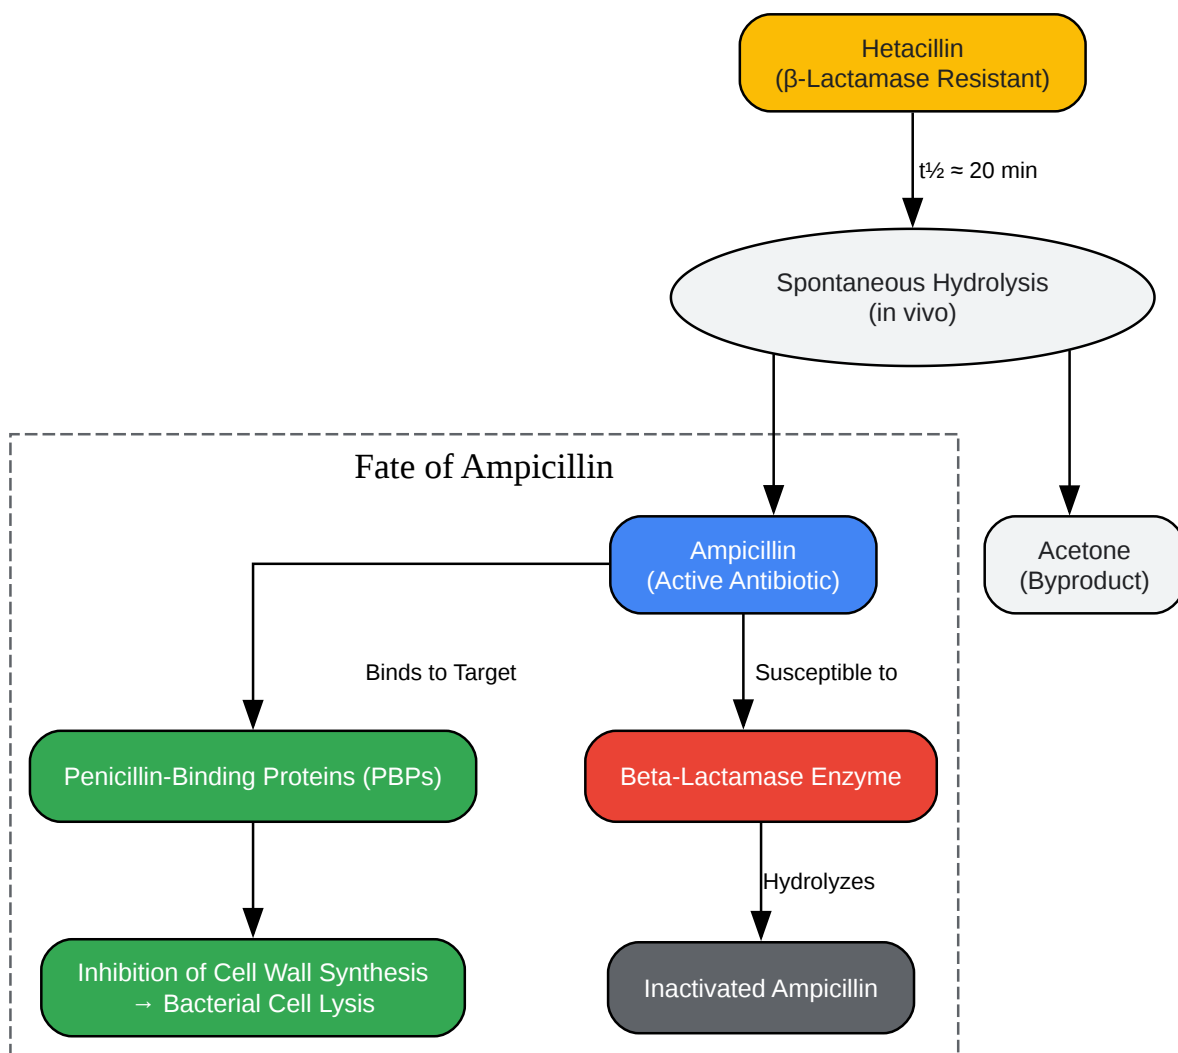 Hetacillin
(β-Lactamase Resistant)
t½ ≈ 20 min
Spontaneous Hydrolysis
(in vivo)
Fate of Ampicillin
Ampicillin
(Active Antibiotic)
Acetone
(Byproduct)
Binds to Target
Susceptible to
Penicillin-Binding Proteins (PBPs)
Beta-Lactamase Enzyme
Hydrolyzes
Inhibition of Cell Wall Synthesis
→ Bacterial Cell Lysis
Inactivated Ampicillin